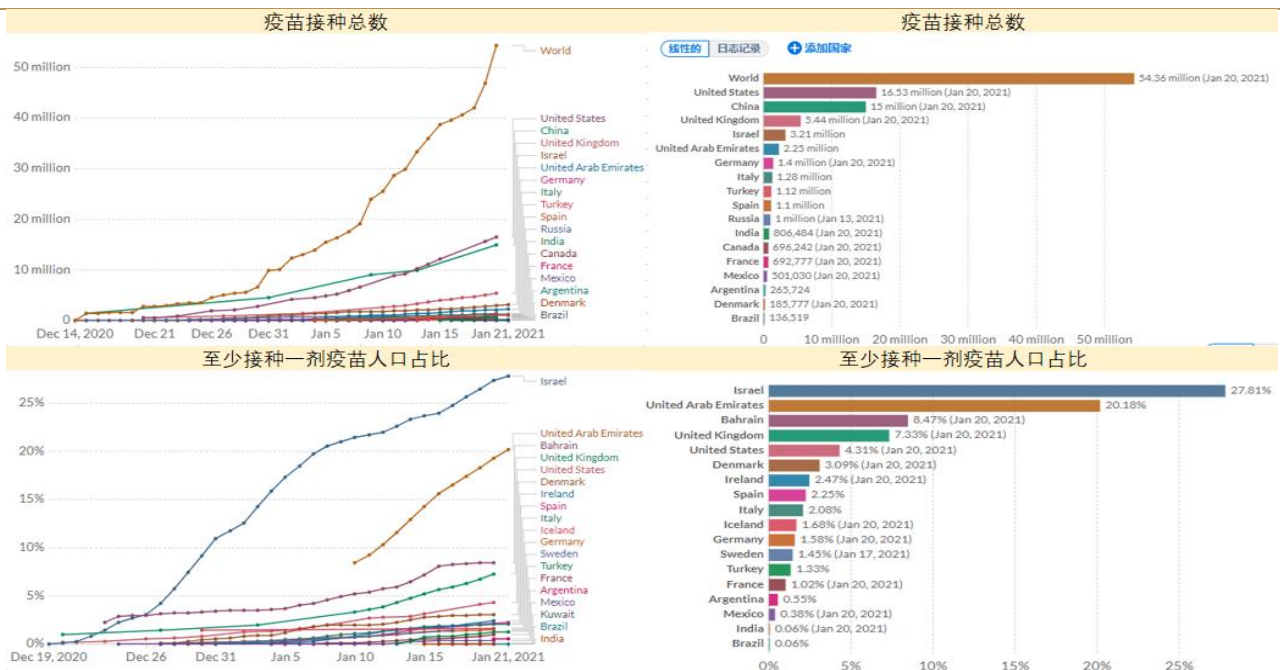 疫苗接种总数
50 million
40 million
30 million
20 million
10 million
0
Dec 14, 2020 Dec 21 Dec 26 Dec 31 Jan 5 Jan 10 Jan 15 Jan 21, 2021
World
United States
China
United Kingdom
Israel
United Arab Emirates
Germany
Italy
Turkey
Spain
Russia
India
Canada
France
Mexico
Argentina
Denmark
Brazil
疫苗接种总数
线性的 日志记录 添加国家
World 54.36 million (Jan 20, 2021)
United States 16.53 million (Jan 20, 2021)
China 15 million (Jan 20, 2021)
United Kingdom 5.44 million (Jan 20, 2021)
Israel 3.21 million
United Arab Emirates 2.25 million
Germany 1.4 million (Jan 20, 2021)
Italy 1.28 million
Turkey 1.12 million
Spain 1.1 million
Russia 1 million (Jan 13, 2021)
India 806,484 (Jan 20, 2021)
Canada 696,242 (Jan 20, 2021)
France 692,777 (Jan 20, 2021)
Mexico 501,030 (Jan 20, 2021)
Argentina 265,724
Denmark 185,777 (Jan 20, 2021)
Brazil 136,519
0 10 million 20 million 30 million 40 million 50 million
至少接种一剂疫苗人口占比
25%
20%
15%
10%
5%
0%
Dec 19, 2020 Dec 26 Dec 31 Jan 5 Jan 10 Jan 15 Jan 21, 2021
Israel
United Arab Emirates
Bahrain
United Kingdom
United States
Denmark
Ireland
Spain
Italy
Iceland
Germany
Sweden
Turkey
France
Argentina
Mexico
Kuwait
Brazil
India
至少接种一剂疫苗人口占比
Israel 27.81%
United Arab Emirates 20.18%
Bahrain 8.47% (Jan 20, 2021)
United Kingdom 7.33% (Jan 20, 2021)
United States 4.31% (Jan 20, 2021)
Denmark 3.09% (Jan 20, 2021)
Ireland 2.47% (Jan 20, 2021)
Spain 2.25%
Italy 2.08%
Iceland 1.68% (Jan 20, 2021)
Germany 1.58% (Jan 20, 2021)
Sweden 1.45% (Jan 17, 2021)
Turkey 1.33%
France 1.02% (Jan 20, 2021)
Argentina 0.55%
Mexico 0.38% (Jan 20, 2021)
India 0.06% (Jan 20, 2021)
Brazil 0.06%
0% 5% 10% 15% 20% 25%